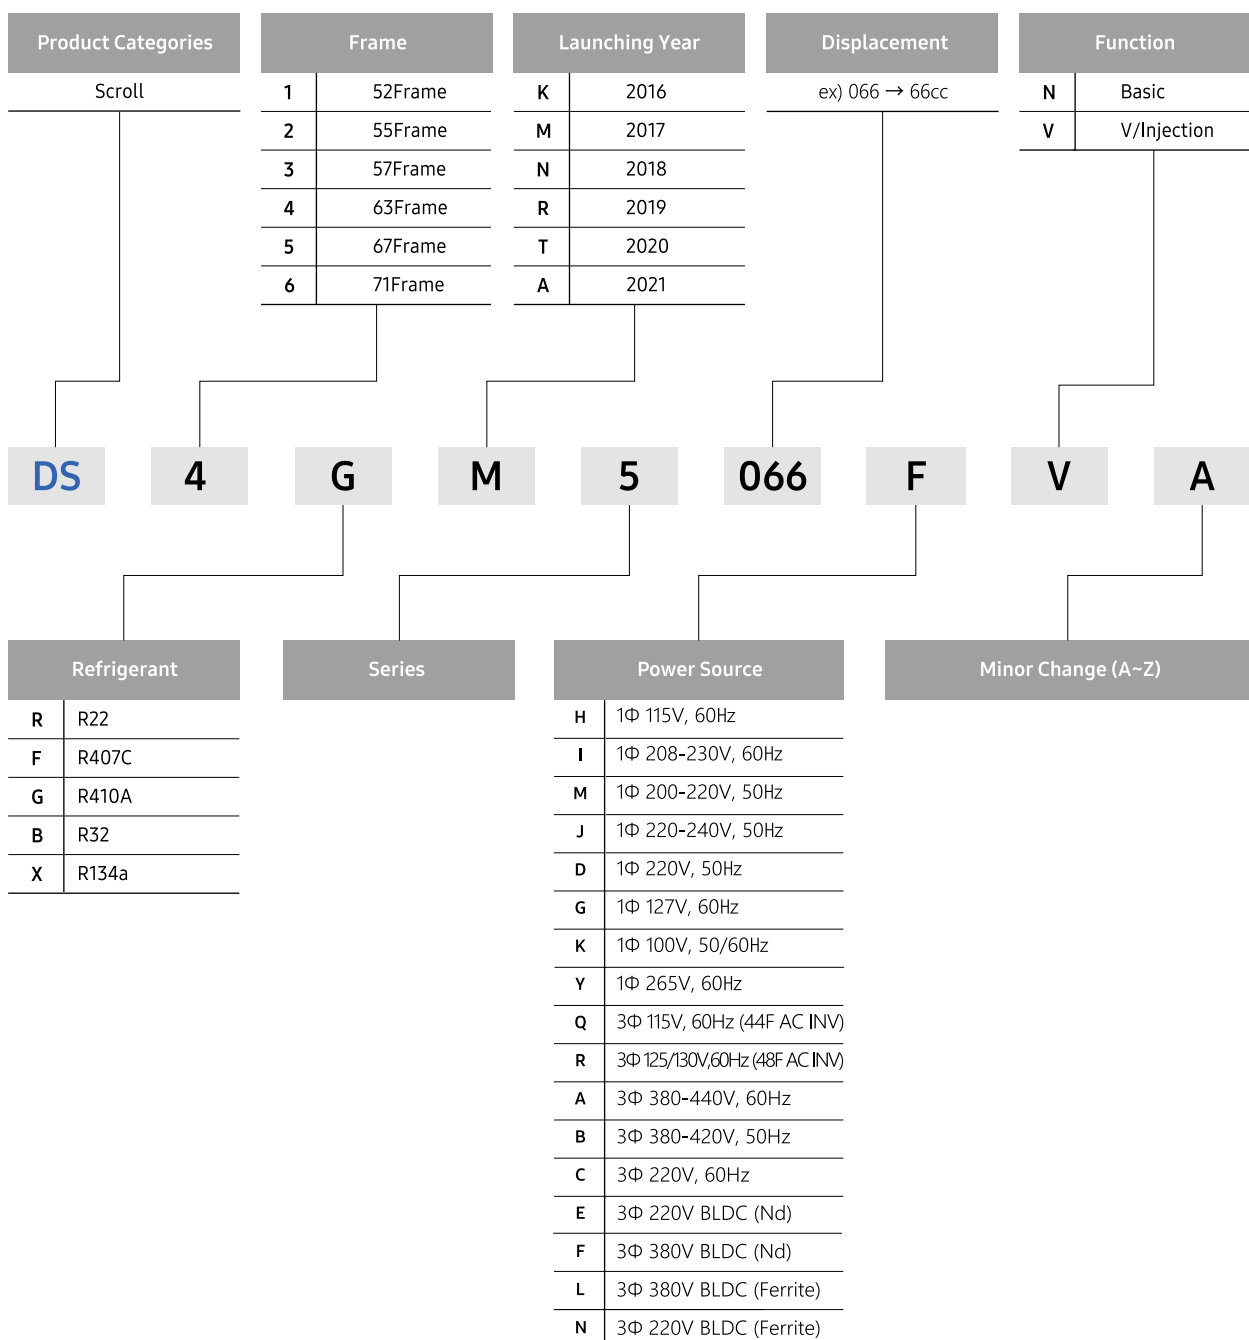 Product Categories
Scroll
Frame
1 52Frame
2 55Frame
3 57Frame
4 63Frame
5 67Frame
6 71Frame
Launching Year
K 2016
M 2017
N 2018
R 2019
T 2020
A 2021
Displacement
ex) 066 → 66cc
Function
N Basic
V V/Injection
DS 4 G M 5 066 F V A
Refrigerant
R R22
F R407C
G R410A
B R32
X R134a
Series
Power Source
H 1Φ 115V, 60Hz
I 1Φ 208-230V, 60Hz
M 1Φ 200-220V, 50Hz
J 1Φ 220-240V, 50Hz
D 1Φ 220V, 50Hz
G 1Φ 127V, 60Hz
K 1Φ 100V, 50/60Hz
Y 1Φ 265V, 60Hz
Q 3Φ 115V, 60Hz (44F AC INV)
R 3Φ 125/130V,60Hz (48F AC INV)
A 3Φ 380-440V, 60Hz
B 3Φ 380-420V, 50Hz
C 3Φ 220V, 60Hz
E 3Φ 220V BLDC (Nd)
F 3Φ 380V BLDC (Nd)
L 3Φ 380V BLDC (Ferrite)
N 3Φ 220V BLDC (Ferrite)
Minor Change (A~Z)